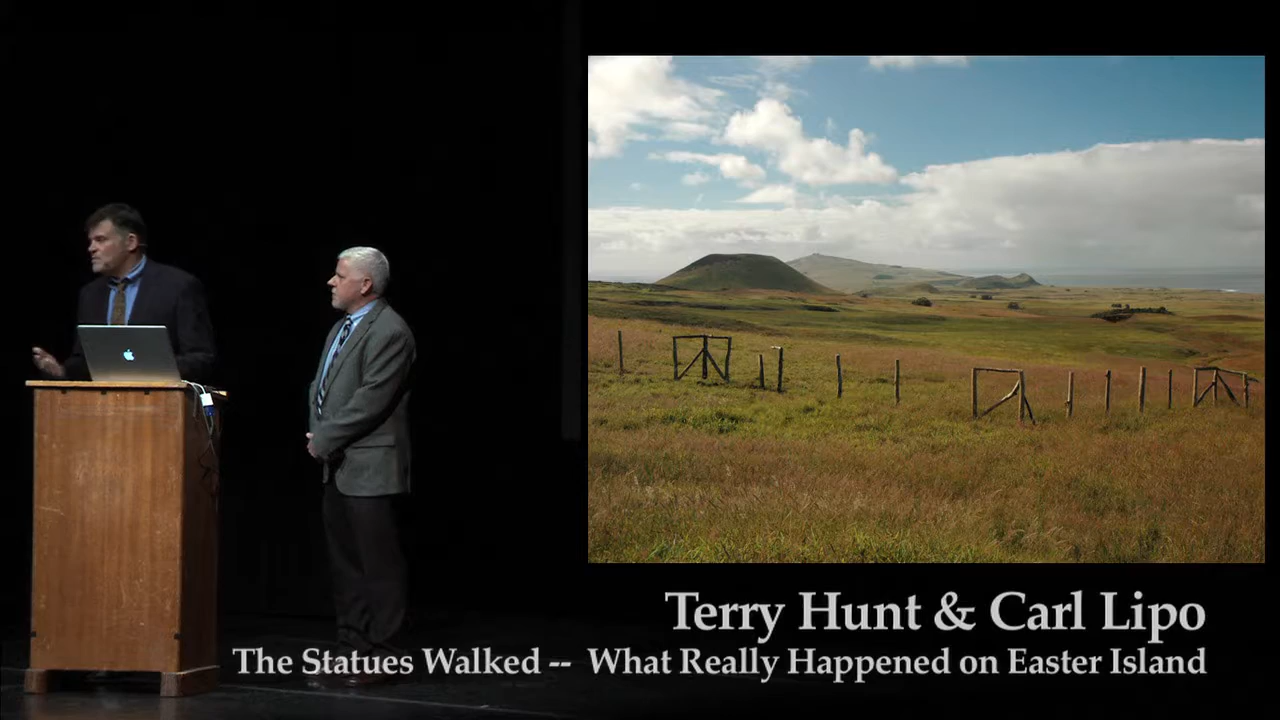 Terry Hunt & Carl Lipo
The Statues Walked -- What Really Happened on Easter Island